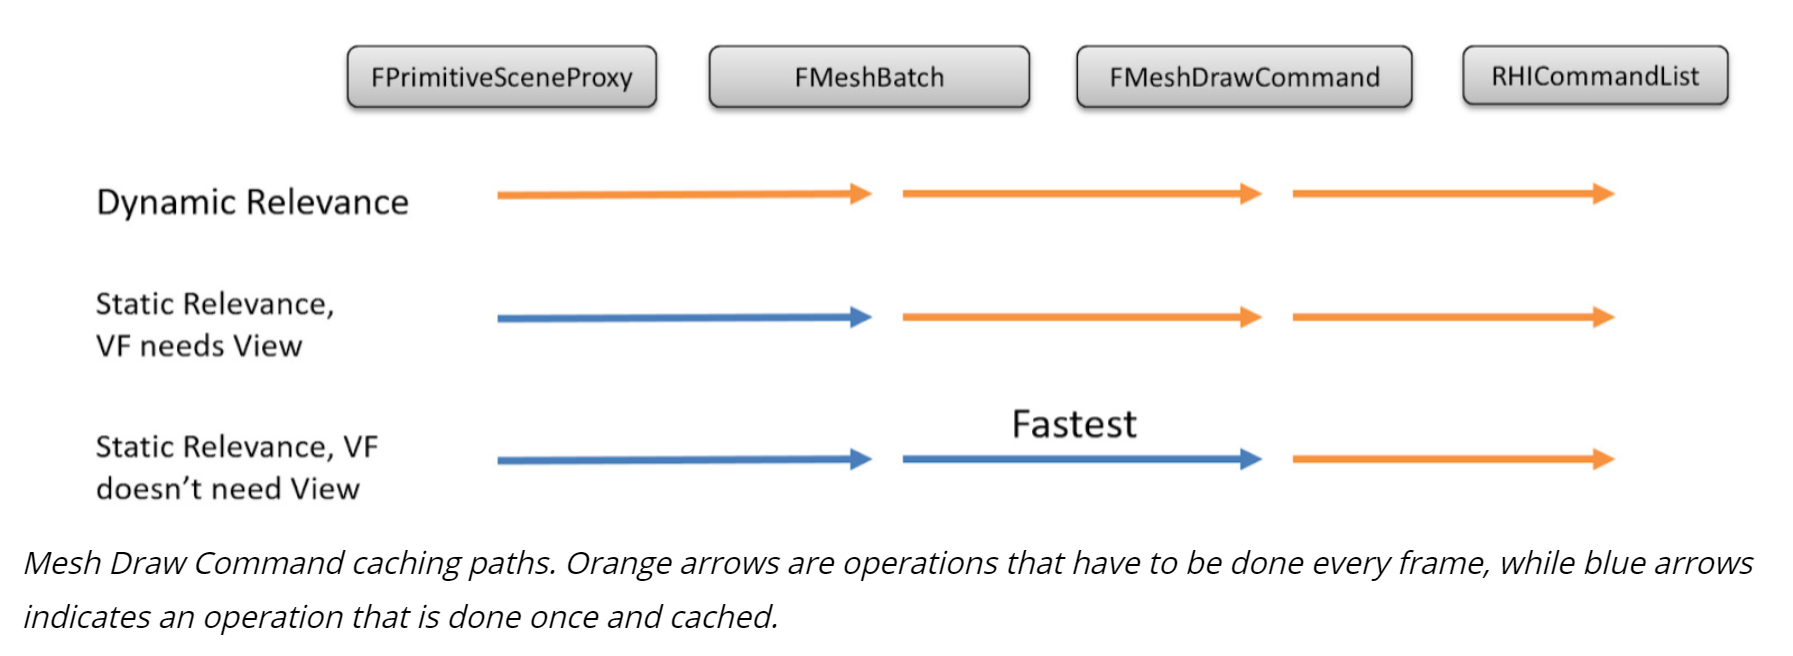 FPrimitiveSceneProxy FMeshBatch FMeshDrawCommand RHICommandList
Dynamic Relevance
Static Relevance,
VF needs View
Fastest
Static Relevance, VF
doesn’t need View
Mesh Draw Command caching paths. Orange arrows are operations that have to be done every frame, while blue arrows
indicates an operation that is done once and cached.